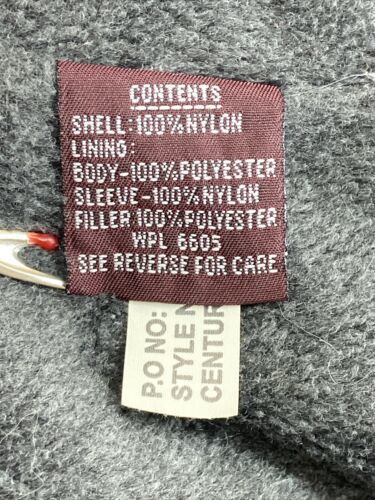 CONTENTS
SHELL:100%NYLON
LINING:
BODY-100%POLYESTER
SLEEVE-100%NYLON
FILLER 100%POLYESTER
WPL 6605
SEE REVERSE FOR CARE
P.O NO:
STYLE N
CENTUR